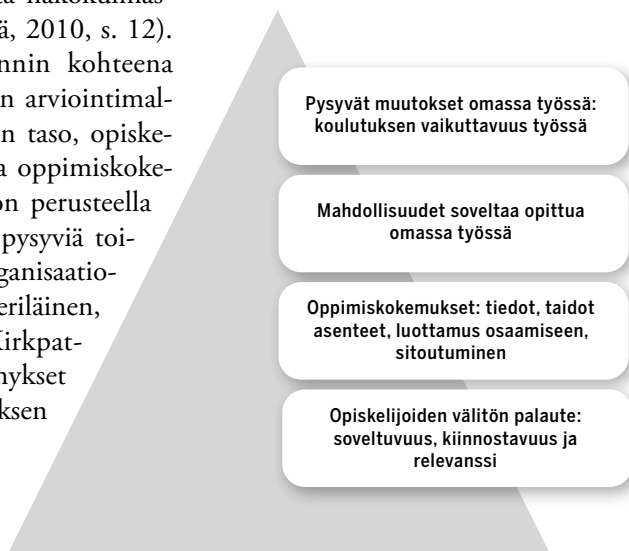 ä, 2010, s. 12).
nnin kohteena
n arviointimal-
n taso, opiske-
a oppimiskoke-
on perusteella
pysyviä toi-
ganisaatio-
eriläinen,
Kirkpat-
mykset
ksen
Pysyvät muutokset omassa työssä:
koulutuksen vaikuttavuus työssä
Mahdollisuudet soveltaa opittua
omassa työssä
Oppimiskokemukset: tiedot, taidot
asenteet, luottamus osaamiseen,
sitoutuminen
Opiskelijoiden välitön palaute:
soveltuvuus, kiinnostavuus ja
relevanssi